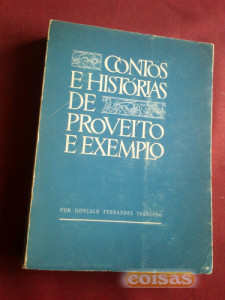 CONTOS
E HISTÓRIAS
DE
PROVEITO
E EXEMPLO
POR GONÇALO FERNANDES TRANCOSO
coisas